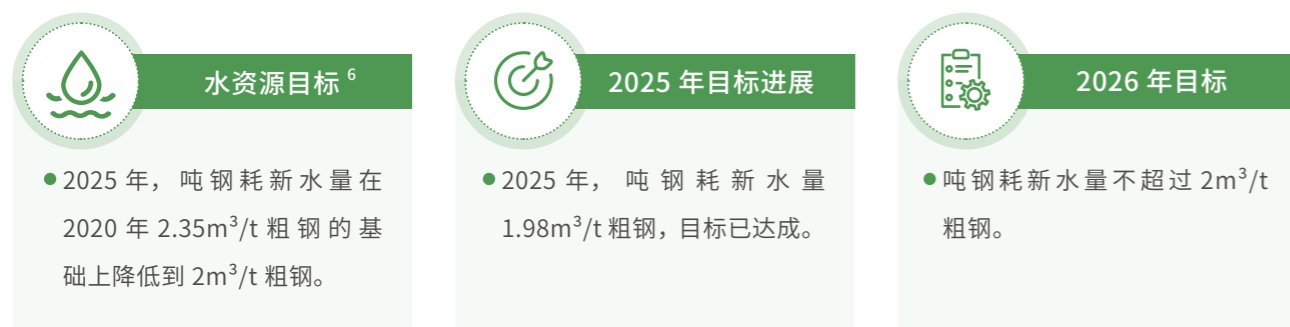 水资源目标 6
2025 年，吨钢耗新水量在
2020 年 2.35m³/t 粗钢的基
础上降低到 2m³/t 粗钢。
2025 年目标进展
2025 年，吨钢耗新水量
1.98m³/t 粗钢，目标已达成。
2026 年目标
吨钢耗新水量不超过 2m³/t
粗钢。